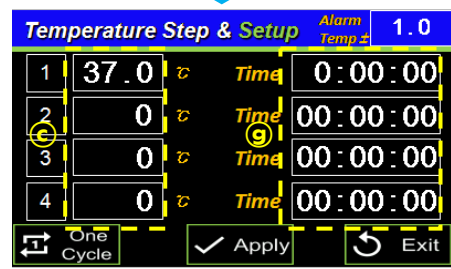 Temperature Step & Setup Alarm Temp ± 1.0
1 37.0 ℃ Time 0:00:00
2 0 ℃ Time 00:00:00
ⓒ ⓖ
3 0 ℃ Time 00:00:00
4 0 ℃ Time 00:00:00
1 One Cycle Apply Exit